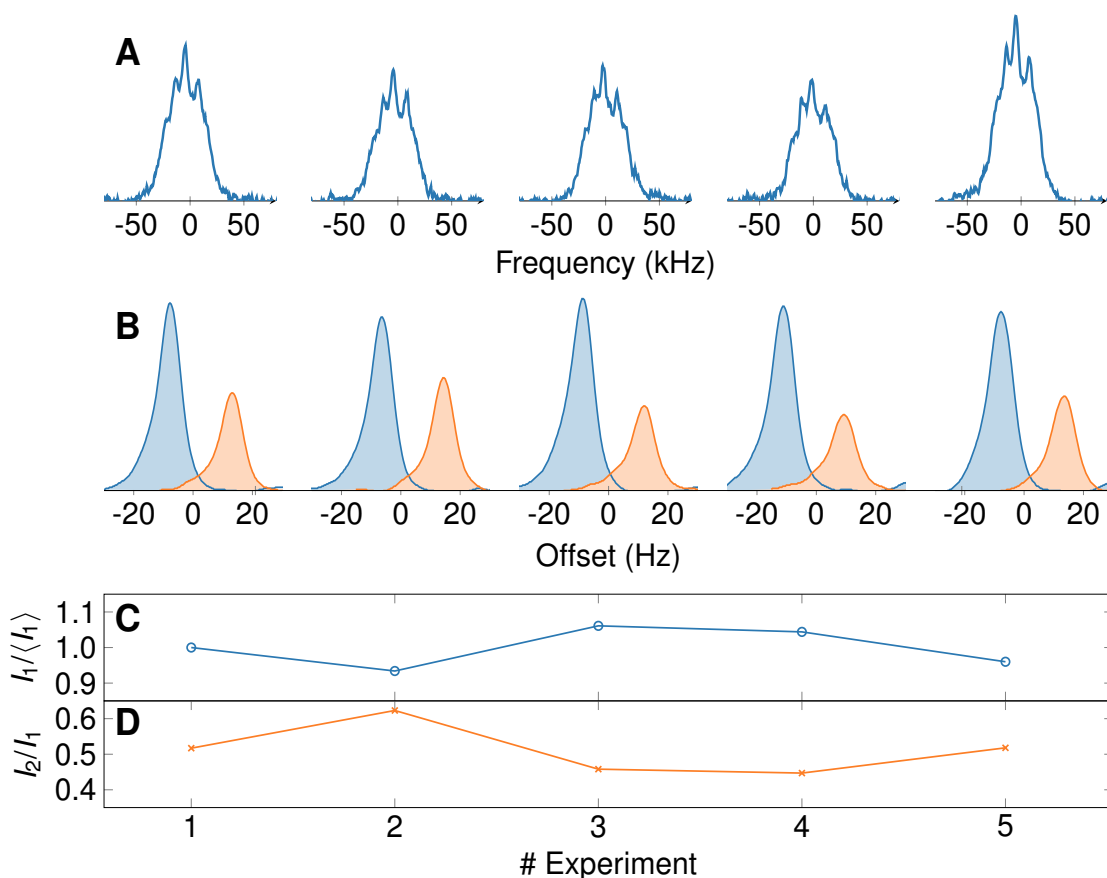 A
-50 0 50 -50 0 50 -50 0 50 -50 0 50 -50 0 50
Frequency (kHz)
B
-20 0 20 -20 0 20 -20 0 20 -20 0 20 -20 0 20
Offset (Hz)
C
I₁/⟨I₁⟩
1.1
1.0
0.9
D
I₂/I₁
0.6
0.5
0.4
1 2 3 4 5
# Experiment